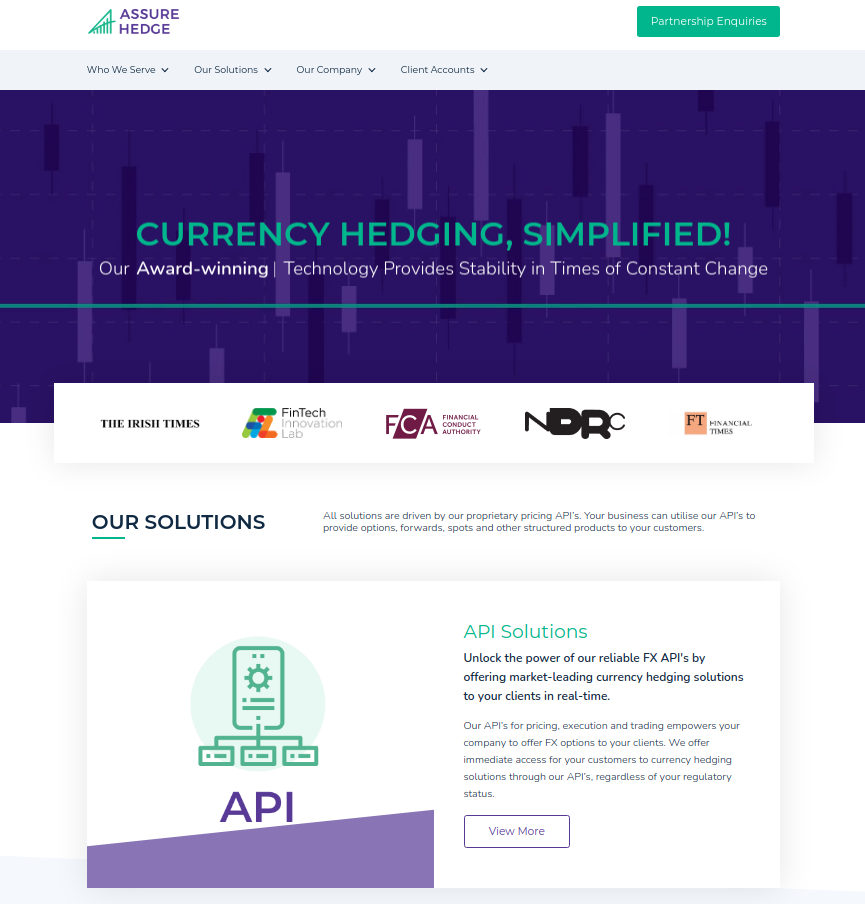 ASSURE
HEDGE
Partnership Enquiries
Who We Serve
Our Solutions
Our Company
Client Accounts
CURRENCY HEDGING, SIMPLIFIED!
Our Award-winning | Technology Provides Stability in Times of Constant Change
THE IRISH TIMES
FinTech
Innovation
Lab
FCA
FINANCIAL
CONDUCT
AUTHORITY
NDRC
FT
FINANCIAL
TIMES
OUR SOLUTIONS
All solutions are driven by our proprietary pricing API's. Your business can utilise our API's to
provide options, forwards, spots and other structured products to your customers.
API
API Solutions
Unlock the power of our reliable FX API's by
offering market-leading currency hedging solutions
to your clients in real-time.
Our API's for pricing, execution and trading empowers your
company to offer FX options to your clients. We offer
immediate access for your customers to currency hedging
solutions through our API's, regardless of your regulatory
status.
View More